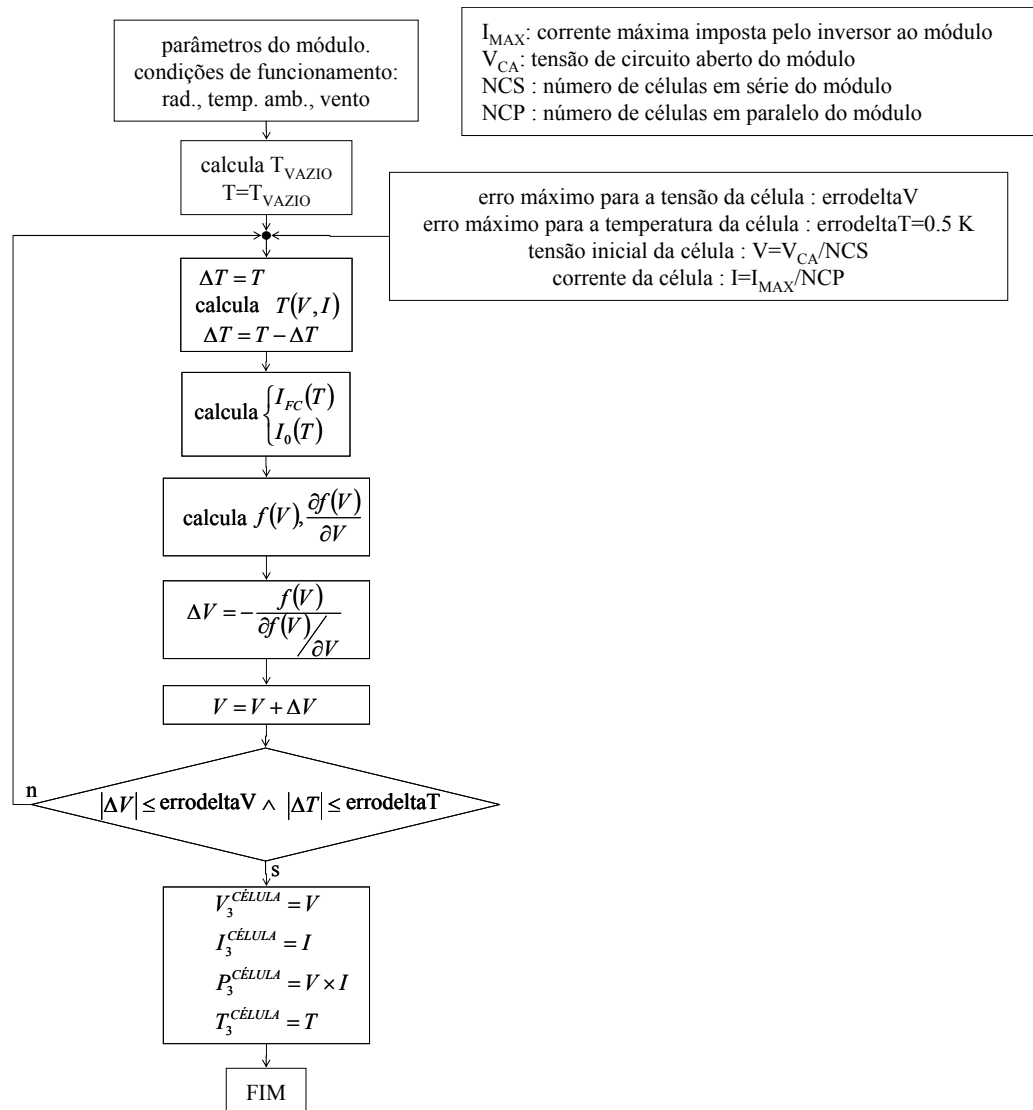 parâmetros do módulo.
condições de funcionamento:
rad., temp. amb., vento
I_MAX: corrente máxima imposta pelo inversor ao módulo
V_CA: tensão de circuito aberto do módulo
NCS : número de células em série do módulo
NCP : número de células em paralelo do módulo
calcula T_VAZIO
T=T_VAZIO
erro máximo para a tensão da célula : errodeltaV
erro máximo para a temperatura da célula : errodeltaT=0.5 K
tensão inicial da célula : V=V_CA/NCS
corrente da célula : I=I_MAX/NCP
ΔT = T
calcula T(V, I)
ΔT = T − ΔT
calcula { I_FC(T)
I_0(T)
calcula f(V), ∂f(V)/∂V
ΔV = − f(V) / (∂f(V)/∂V)
V = V + ΔV
n
|ΔV| ≤ errodeltaV ∧ |ΔT| ≤ errodeltaT
s
V_3^CÉLULA = V
I_3^CÉLULA = I
P_3^CÉLULA = V × I
T_3^CÉLULA = T
FIM